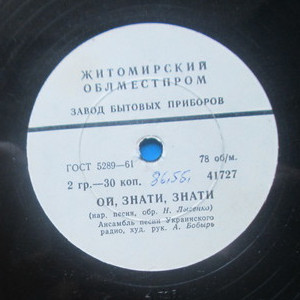 ЖИТОМИРСКИЙ
ОБЛМЕСТПРОМ
ЗАВОД БЫТОВЫХ ПРИБОРОВ
ГОСТ 5289—61 78 об/м.
2 гр.—30 коп. 41727
ОЙ, ЗНАТИ, ЗНАТИ
(нар. песня, обр. Н. Лысенко)
Ансамбль песни Украинского
радио, худ. рук. А. Бобырь